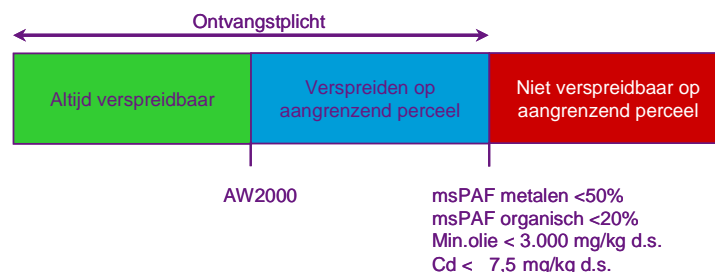 Ontvangstplicht
Altijd verspreidbaar
Verspreiden op
aangrenzend perceel
Niet verspreidbaar op
aangrenzend perceel
AW2000
msPAF metalen <50%
msPAF organisch <20%
Min.olie < 3.000 mg/kg d.s.
Cd < 7,5 mg/kg d.s.